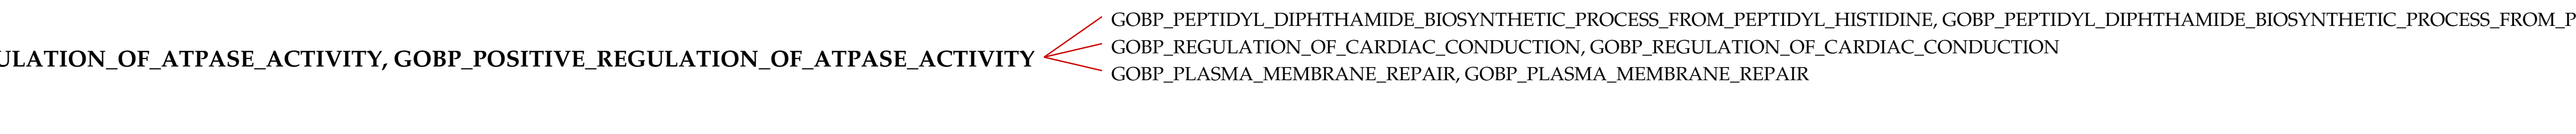 ULATION_OF_ATPASE_ACTIVITY, GOBP_POSITIVE_REGULATION_OF_ATPASE_ACTIVITY
GOBP_PEPTIDYL_DIPHTHAMIDE_BIOSYNTHETIC_PROCESS_FROM_PEPTIDYL_HISTIDINE, GOBP_PEPTIDYL_DIPHTHAMIDE_BIOSYNTHETIC_PROCESS_FROM_P
GOBP_REGULATION_OF_CARDIAC_CONDUCTION, GOBP_REGULATION_OF_CARDIAC_CONDUCTION
GOBP_PLASMA_MEMBRANE_REPAIR, GOBP_PLASMA_MEMBRANE_REPAIR